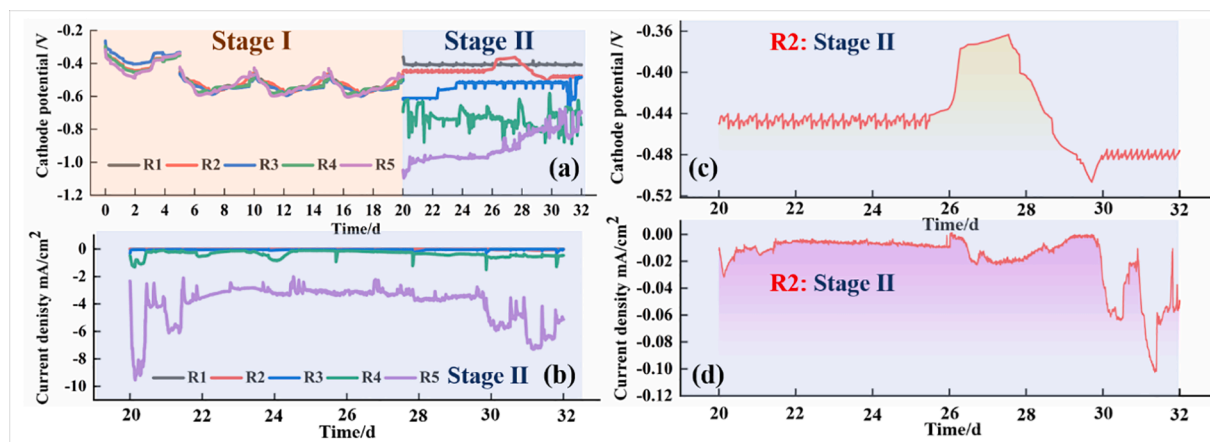 Stage I
Stage II
Cathode potential /V
-0.2
-0.4
-0.6
-0.8
-1.0
-1.2
R1 R2 R3 R4 R5
(a)
0 2 4 6 8 10 12 14 16 18 20 22 24 26 28 30 32
Time/d
R2: Stage II
Cathode potential/V
-0.36
-0.40
-0.44
-0.48
-0.52
(c)
20 22 24 26 28 30 32
Time/d
Current denisty mA/cm²
0
-2
-4
-6
-8
-10
R1 R2 R3 R4 R5 Stage II (b)
20 22 24 26 28 30 32
Time/d
Current density mA/cm²
0.00
-0.02
-0.04
-0.06
-0.08
-0.10
-0.12
R2: Stage II
(d)
20 22 24 26 28 30 32
Time/d